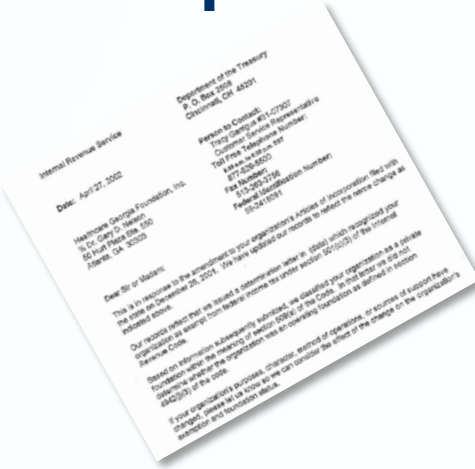 Internal Revenue Service
Department of the Treasury
P. O. Box 2508
Cincinnati, OH 45201
Date: April 27, 2002
Person to Contact:
Customer Service Representative
Toll Free Telephone Number:
877-829-5500
Fax Number:
513-263-3756
Federal Identification Number:
Healthcare Georgia Foundation, Inc.
% Dr. Gary D. Nelson
50 Hurt Plaza Ste. 550
Atlanta, GA 30303
Dear Sir or Madam:
This is in response to the amendment to your organization's Articles of Incorporation filed with
the state on December 26, 2001. We have updated our records to reflect the name change as
indicated above.
Our records reflect that we issued a determination letter in (date) which recognized your
organization as exempt from federal income tax under section 501(c)(3) of the Internal
Revenue Code.
Based on information subsequently submitted, we classified your organization as a private
foundation within the meaning of section 509(a) of the Code. In that letter we did not
determine whether the organization was an operating foundation as defined in section
4942(j)(3) of the code.
If your organization's purposes, character, method of operations, or sources of support have
changed, please let us know so we can consider the effect of the change on the organization's
exemption and foundation status.